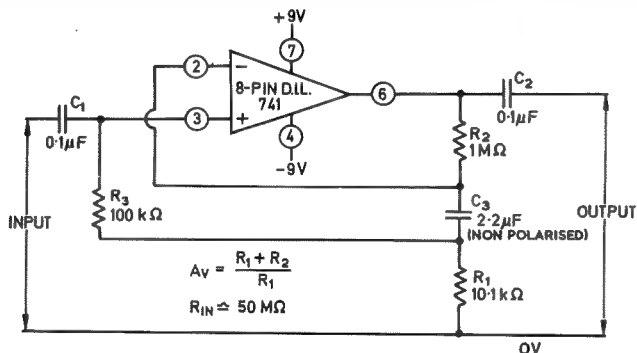 +9V
7
2
−
8-PIN D.I.L.
741
3
+
6
4
-9V
C1
0·1µF
C2
0·1µF
R2
1MΩ
R3
100 kΩ
C3
2·2µF
(NON POLARISED)
INPUT
OUTPUT
AV = R1 + R2
R1
RIN ≏ 50 MΩ
R1
10·1kΩ
0V